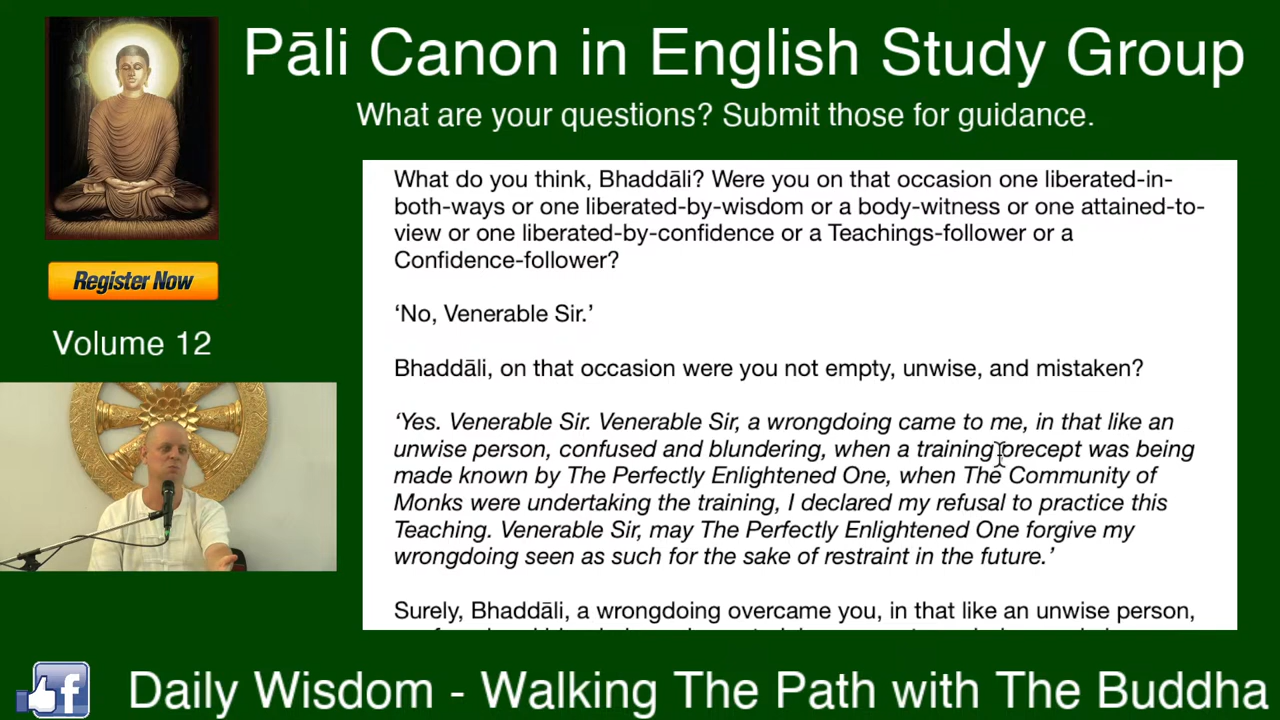 Pāli Canon in English Study Group
What are your questions? Submit those for guidance.
Register Now
Volume 12
What do you think, Bhaddāli? Were you on that occasion one liberated-in-
both-ways or one liberated-by-wisdom or a body-witness or one attained-to-
view or one liberated-by-confidence or a Teachings-follower or a
Confidence-follower?
‘No, Venerable Sir.’
Bhaddāli, on that occasion were you not empty, unwise, and mistaken?
‘Yes. Venerable Sir. Venerable Sir, a wrongdoing came to me, in that like an
unwise person, confused and blundering, when a training precept was being
made known by The Perfectly Enlightened One, when The Community of
Monks were undertaking the training, I declared my refusal to practice this
Teaching. Venerable Sir, may The Perfectly Enlightened One forgive my
wrongdoing seen as such for the sake of restraint in the future.’
Surely, Bhaddāli, a wrongdoing overcame you, in that like an unwise person,
f
Daily Wisdom - Walking The Path with The Buddha